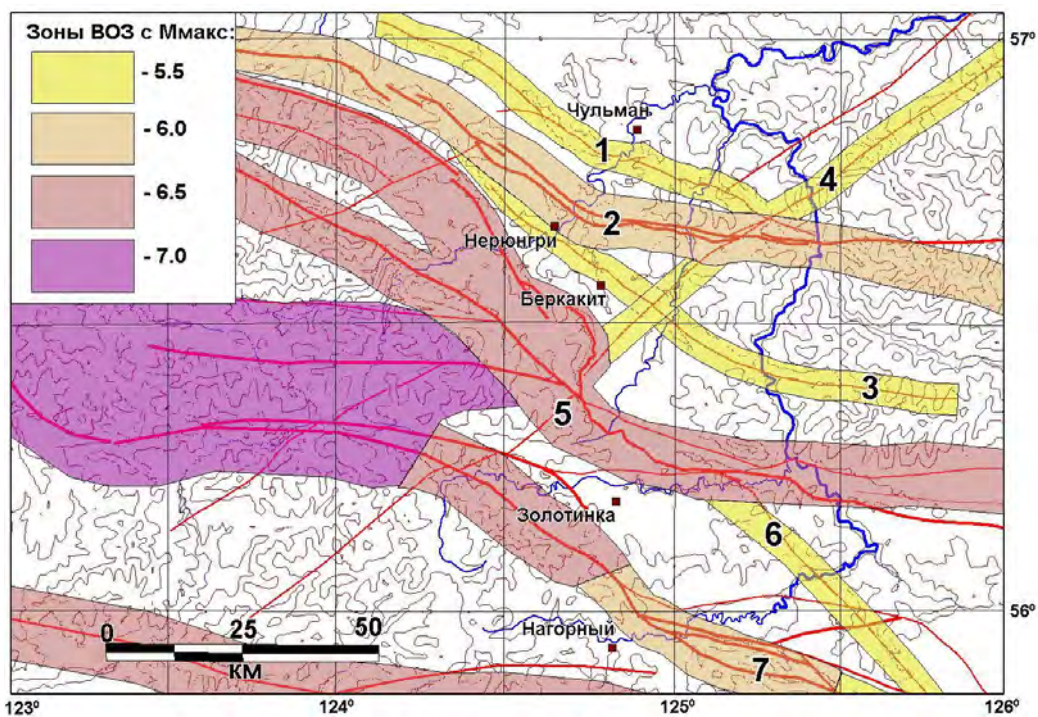 Зоны ВОЗ с Ммакс:
- 5.5
- 6.0
- 6.5
- 7.0
57°
Чульман
1
4
2
Нерюнгри
Беркакит
3
5
Золотинка
6
56°
Нагорный
0 25 50
км
7
123° 124° 125° 126°